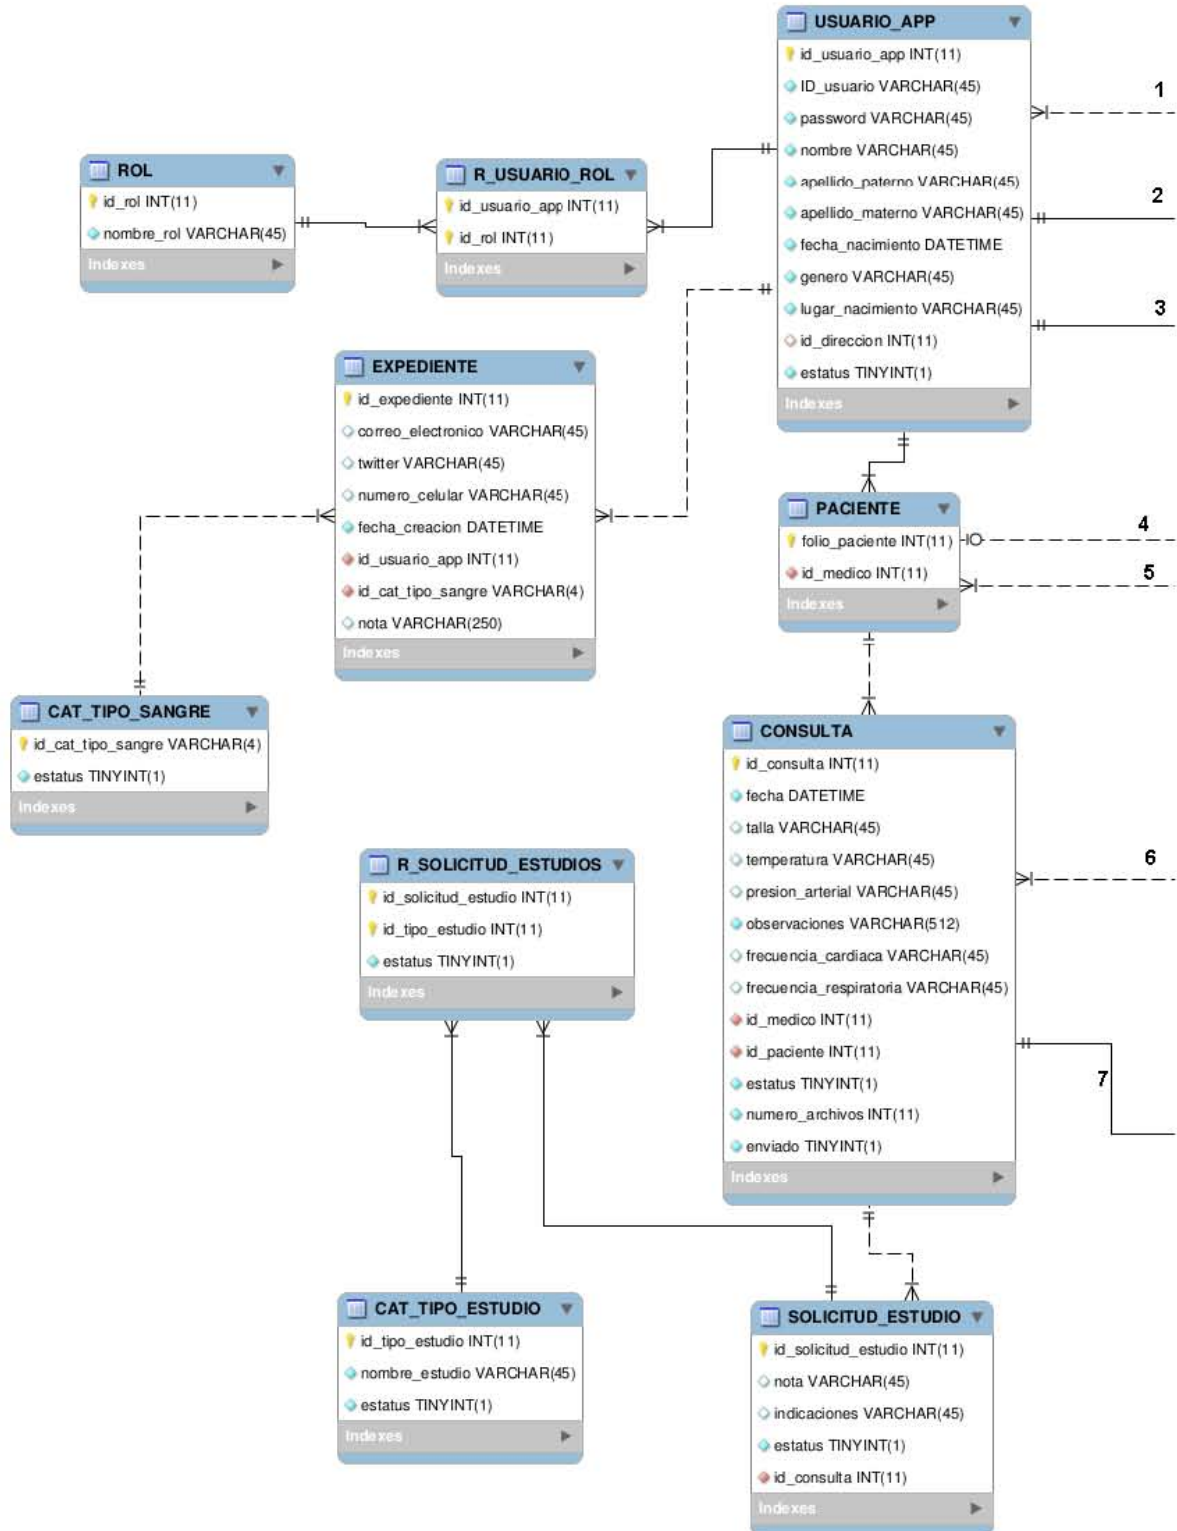 USUARIO_APP
id_usuario_app INT(11)
ID_usuario VARCHAR(45)
password VARCHAR(45)
nombre VARCHAR(45)
apellido_paterno VARCHAR(45)
apellido_materno VARCHAR(45)
fecha_nacimiento DATETIME
genero VARCHAR(45)
lugar_nacimiento VARCHAR(45)
id_direccion INT(11)
estatus TINYINT(1)
Indexes
1
2
3
ROL
id_rol INT(11)
nombre_rol VARCHAR(45)
Indexes
R_USUARIO_ROL
id_usuario_app INT(11)
id_rol INT(11)
Indexes
EXPEDIENTE
id_expediente INT(11)
correo_electronico VARCHAR(45)
twitter VARCHAR(45)
numero_celular VARCHAR(45)
fecha_creacion DATETIME
id_usuario_app INT(11)
id_cat_tipo_sangre VARCHAR(4)
nota VARCHAR(250)
Indexes
PACIENTE
folio_paciente INT(11)
id_medico INT(11)
Indexes
4
5
CAT_TIPO_SANGRE
id_cat_tipo_sangre VARCHAR(4)
estatus TINYINT(1)
Indexes
CONSULTA
id_consulta INT(11)
fecha DATETIME
talla VARCHAR(45)
temperatura VARCHAR(45)
presion_arterial VARCHAR(45)
observaciones VARCHAR(512)
frecuencia_cardiaca VARCHAR(45)
frecuencia_respiratoria VARCHAR(45)
id_medico INT(11)
id_paciente INT(11)
estatus TINYINT(1)
numero_archivos INT(11)
enviado TINYINT(1)
Indexes
6
7
R_SOLICITUD_ESTUDIOS
id_solicitud_estudio INT(11)
id_tipo_estudio INT(11)
estatus TINYINT(1)
Indexes
CAT_TIPO_ESTUDIO
id_tipo_estudio INT(11)
nombre_estudio VARCHAR(45)
estatus TINYINT(1)
Indexes
SOLICITUD_ESTUDIO
id_solicitud_estudio INT(11)
nota VARCHAR(45)
indicaciones VARCHAR(45)
estatus TINYINT(1)
id_consulta INT(11)
Indexes